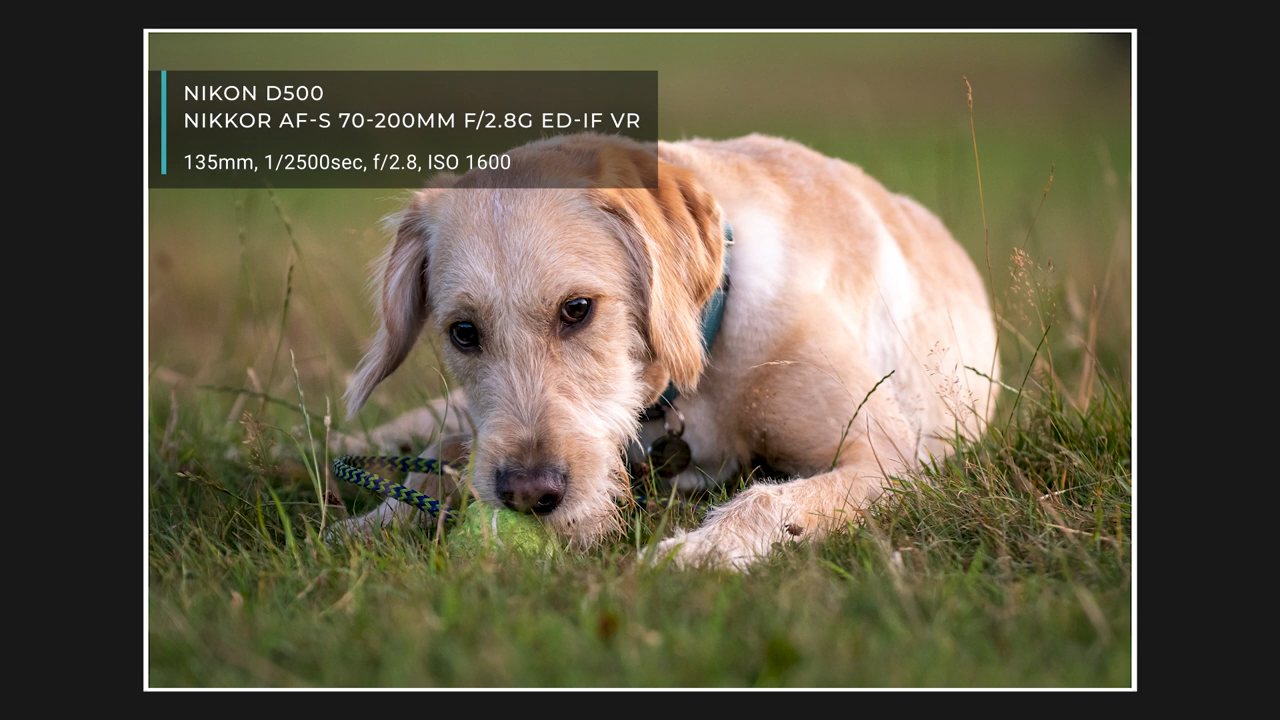 NIKON D500
NIKKOR AF-S 70-200MM F/2.8G ED-IF VR
135mm, 1/2500sec, f/2.8, ISO 1600